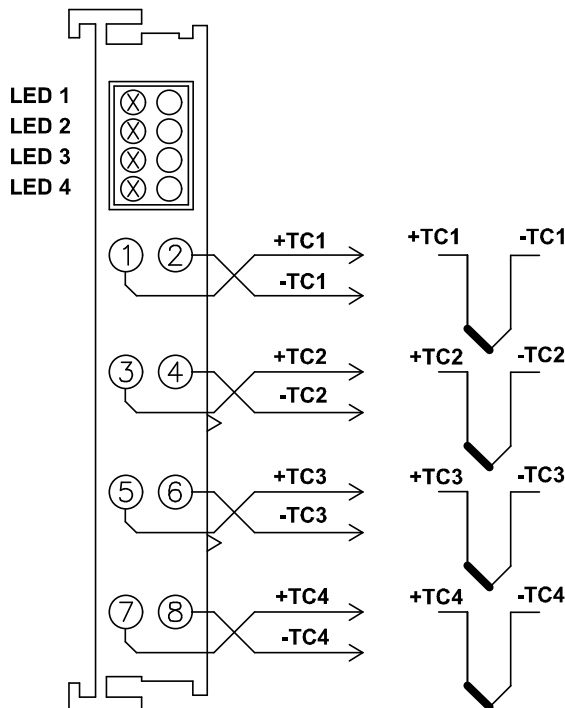 LED 1
LED 2
LED 3
LED 4
1 2 +TC1 +TC1 -TC1
-TC1
3 4 +TC2 +TC2 -TC2
-TC2
5 6 +TC3 +TC3 -TC3
-TC3
7 8 +TC4 +TC4 -TC4
-TC4